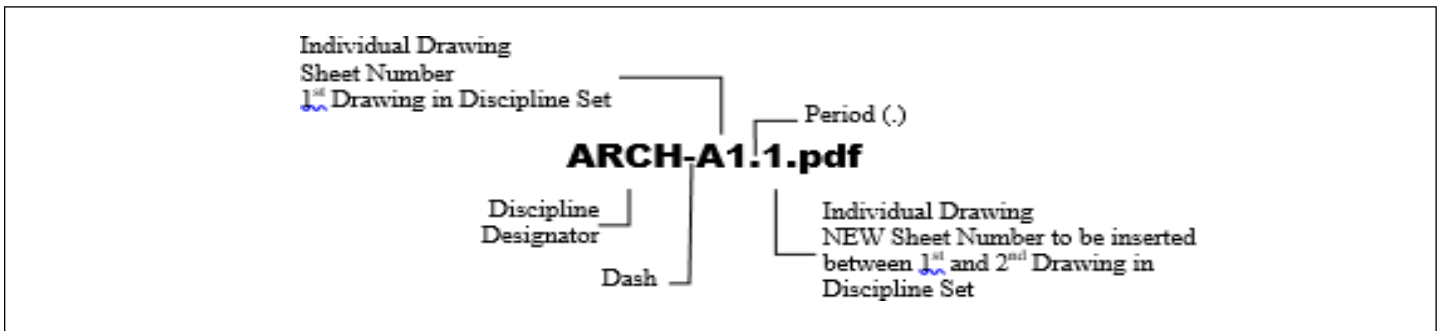 Individual Drawing
Sheet Number
1st Drawing in Discipline Set
Period (.)
ARCH-A1.1.pdf
Discipline
Designator
Dash
Individual Drawing
NEW Sheet Number to be inserted
between 1st and 2nd Drawing in
Discipline Set